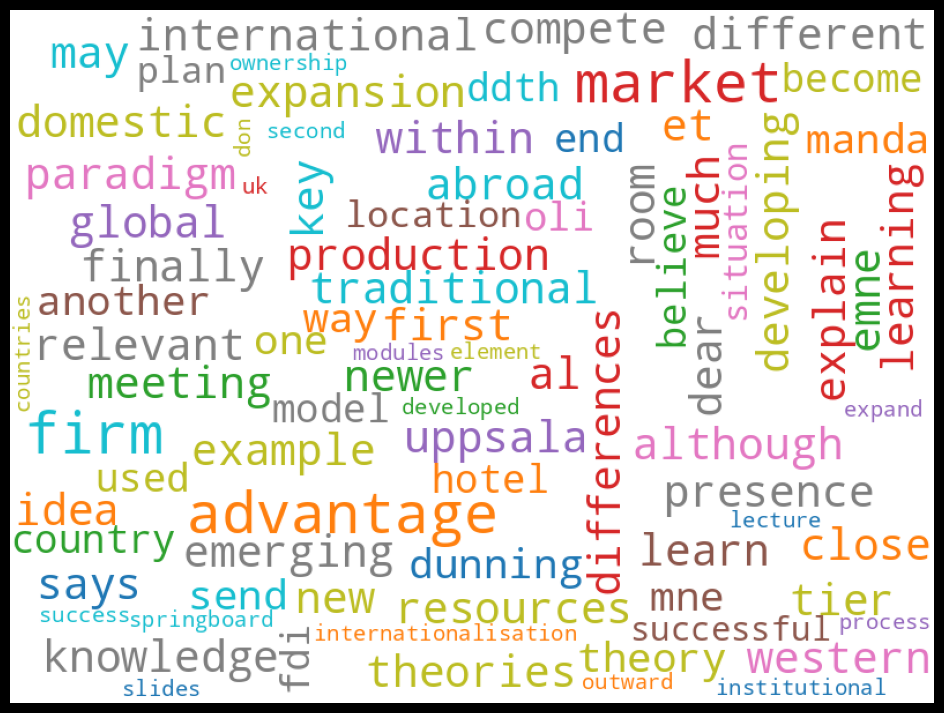 international compete different
may
plan ownership
expansion ddth market become
domestic don second within end et manda
paradigm uk key abroad room believe much situation developing
global location oli explain emne learning
finally production
traditional
countries another way first differences dear
relevant one modules element
meeting newer al
model developed expand
firm example uppsala although
used hotel presence
idea advantage lecture
country emerging dunning learn close
says send new resources mne tier
success springboard internationalisation successful process
knowledge fdi theories theory western
slides outward institutional